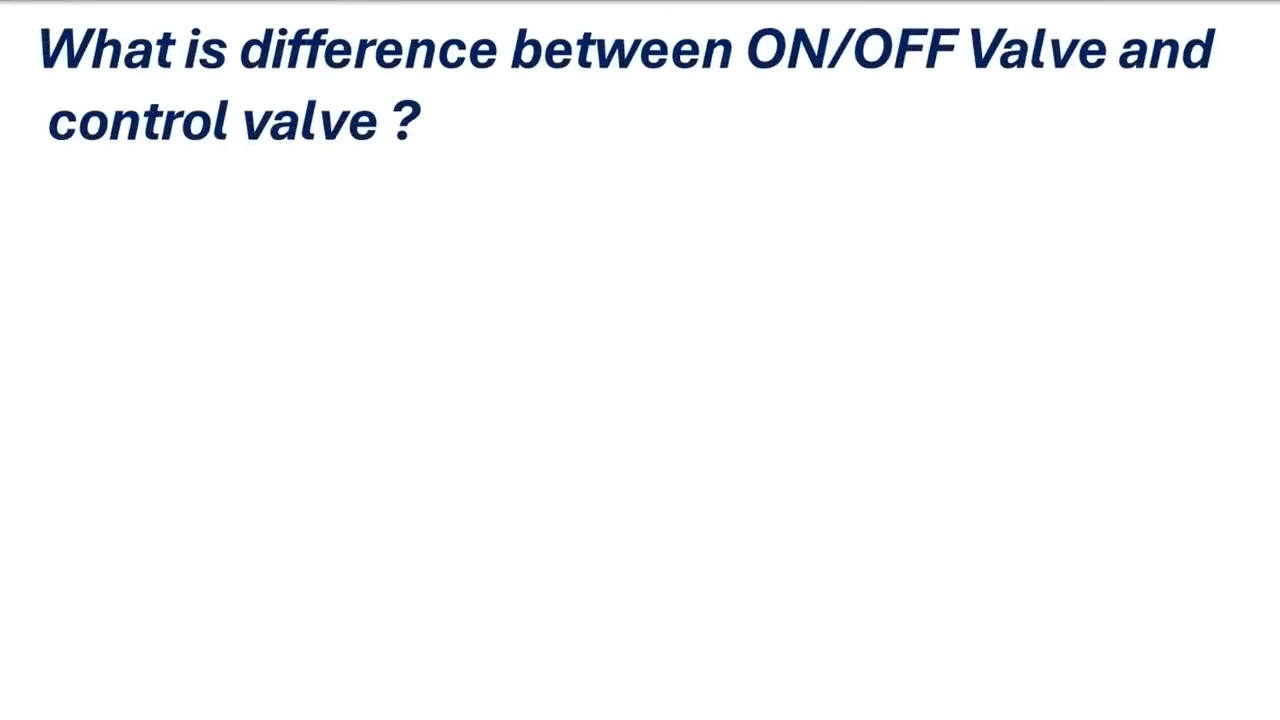 What is difference between ON/OFF Valve and
control valve ?